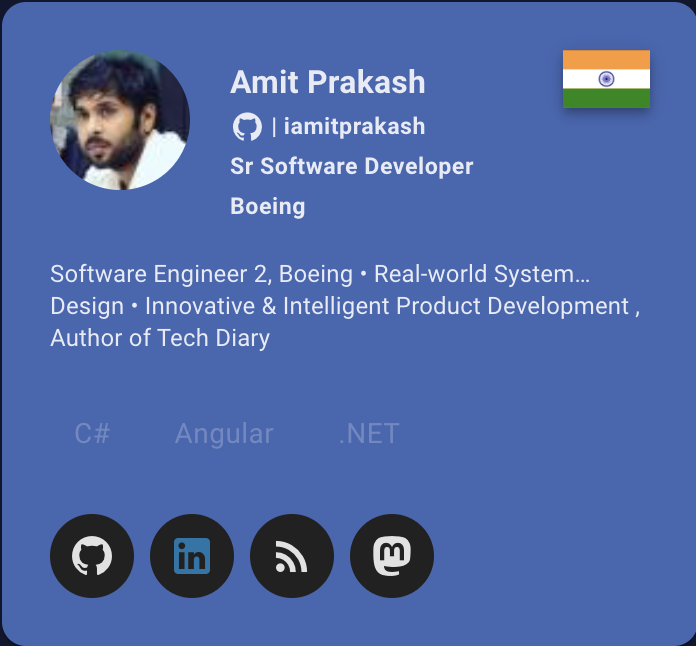 Amit Prakash
| iamitprakash
Sr Software Developer
Boeing
Software Engineer 2, Boeing • Real-world System...
Design • Innovative & Intelligent Product Development ,
Author of Tech Diary
C# Angular .NET
in